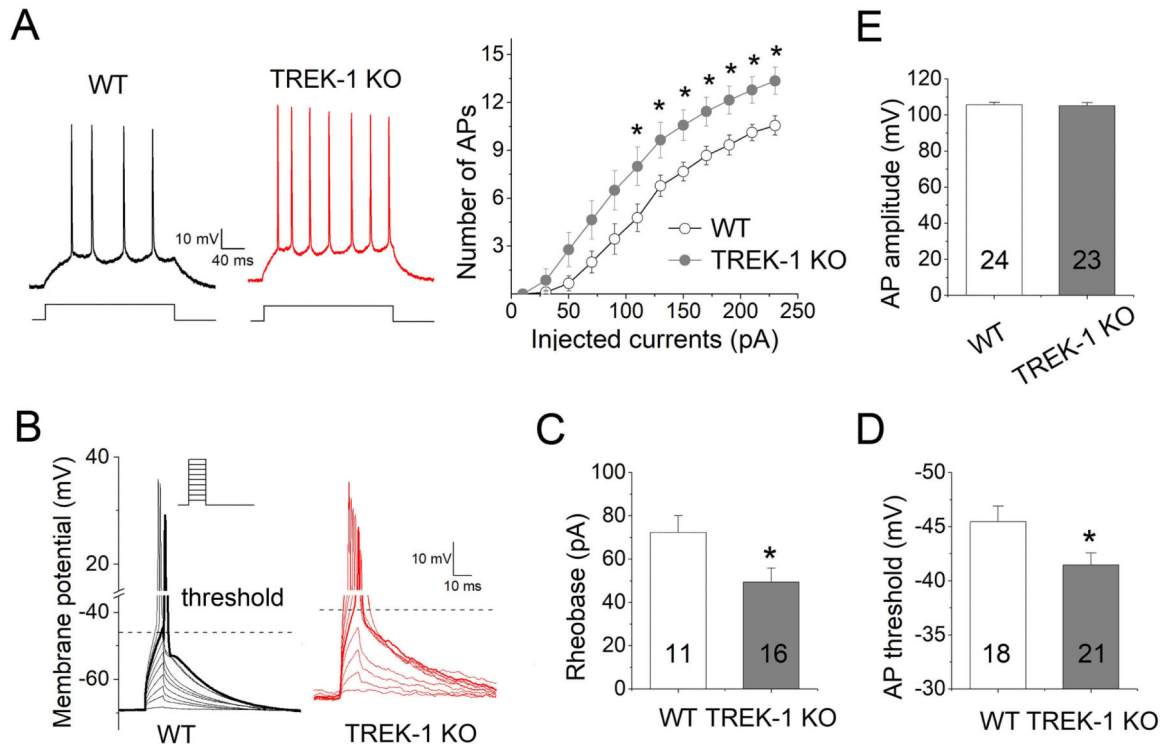 A
WT
TREK-1 KO
10 mV
40 ms
Number of APs
15
12
9
6
3
0
50
100
150
200
250
Injected currents (pA)
* * * * * * *
WT
TREK-1 KO
E
AP amplitude (mV)
120
100
80
60
40
20
0
24
23
WT
TREK-1 KO
B
Membrane potential (mV)
40
20
-40
-60
threshold
10 mV
10 ms
WT
TREK-1 KO
C
Rheobase (pA)
100
80
60
40
20
0
*
11
16
WT TREK-1 KO
D
AP threshold (mV)
-50
-45
-40
-35
-30
*
18
21
WT TREK-1 KO